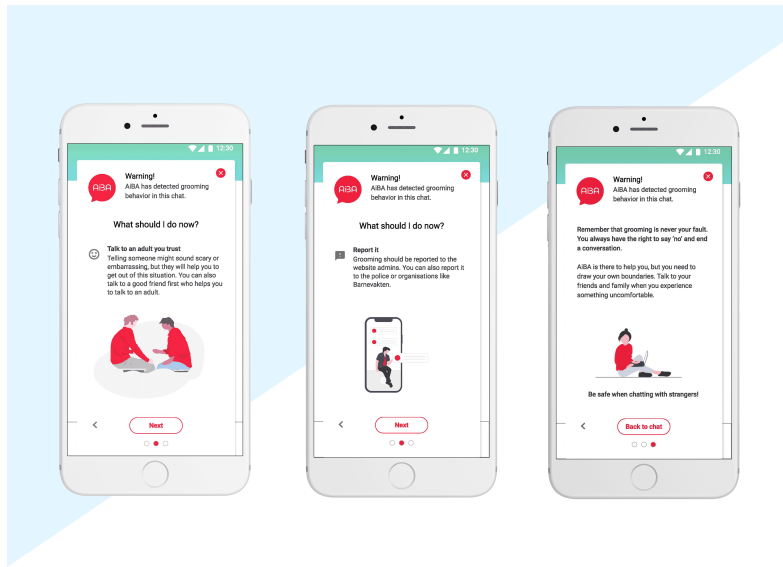 12:30
AiBA
Warning!
AiBA has detected grooming
behavior in this chat.
What should I do now?
Talk to an adult you trust
Telling someone might sound scary or
embarrassing, but they will help you to
get out of this situation. You can also
talk to a good friend first who helps you
to talk to an adult.
Next
12:30
AiBA
Warning!
AiBA has detected grooming
behavior in this chat.
What should I do now?
Report it
Grooming should be reported to the
website admins. You can also report it
to the police or organisations like
Barnevakten.
Next
12:30
AiBA
Warning!
AiBA has detected grooming
behavior in this chat.
Remember that grooming is never your fault.
You always have the right to say 'no' and end
a conversation.
AiBA is there to help you, but you need to
draw your own boundaries. Talk to your
friends and family when you experience
something uncomfortable.
Be safe when chatting with strangers!
Back to chat